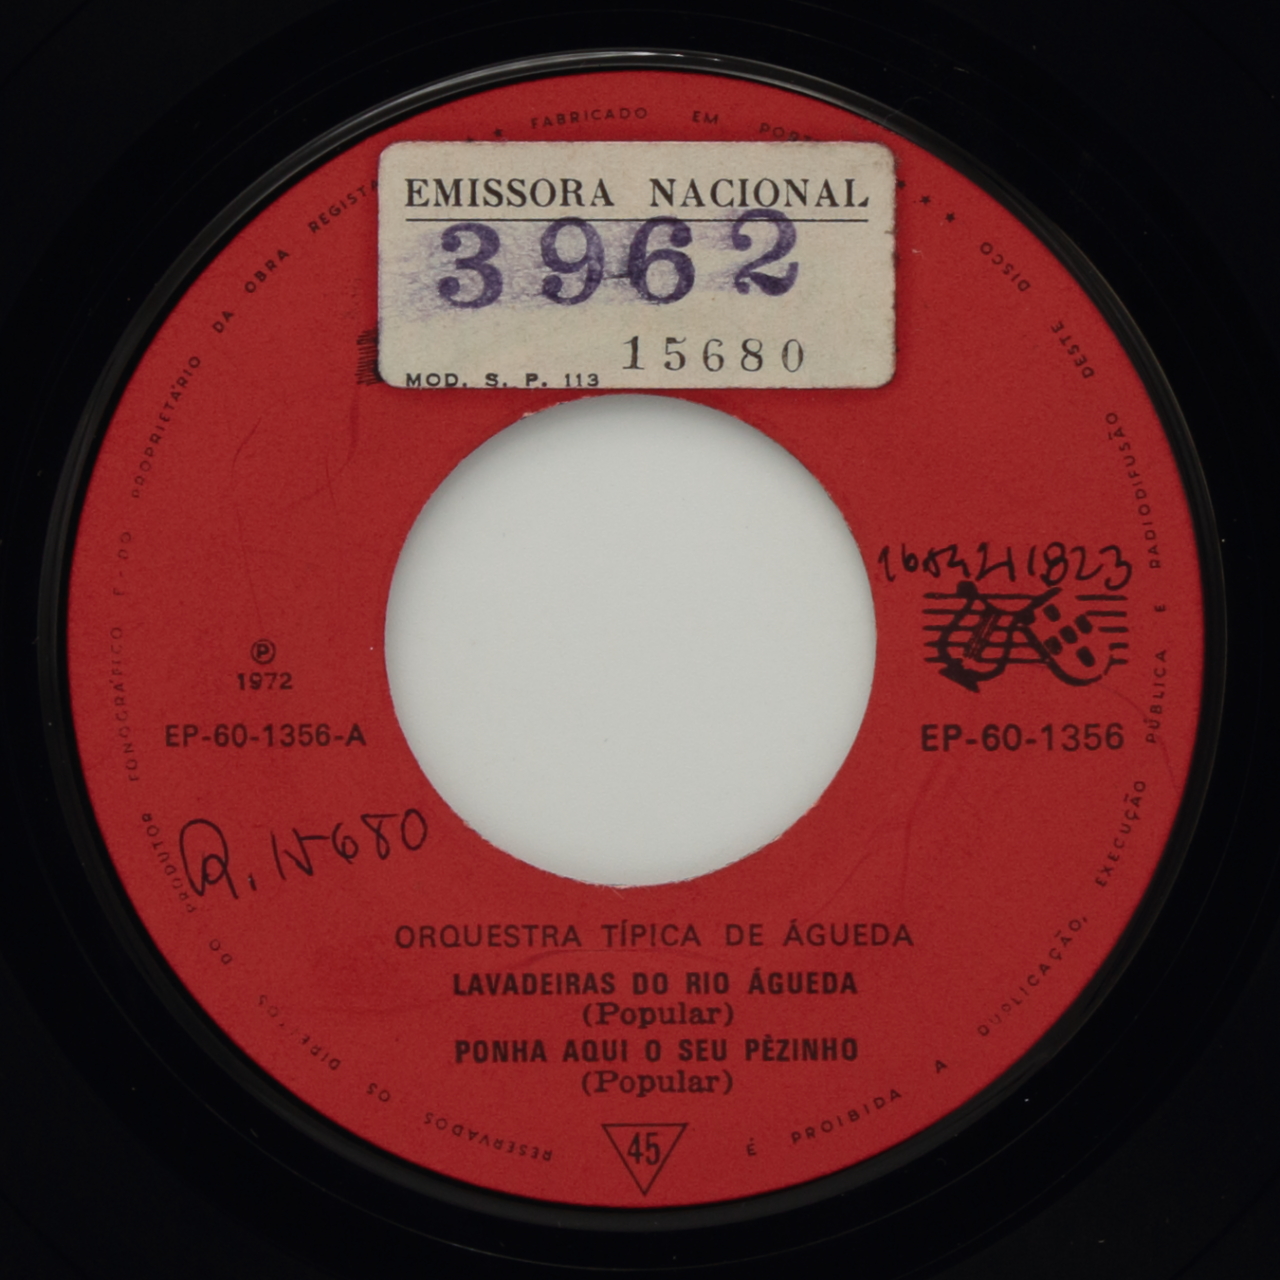 ★ FABRICADO EM PORT
EMISSORA NACIONAL
3962
15680
MOD. S. P. 113
Ⓟ
1972
EP-60-1356-A
EP-60-1356
15680
ORQUESTRA TÍPICA DE ÁGUEDA
LAVADEIRAS DO RIO ÁGUEDA
(Popular)
PONHA AQUI O SEU PÈZINHO
(Popular)
45
RESERVADOS OS DIREITOS DO PRODUTOR FONOGRÁFICO E DO PROPRIETÁRIO DA OBRA REGISTA
É PROIBIDA A DUPLICAÇÃO, EXECUÇÃO PÚBLICA E RADIODIFUSÃO DESTE DISCO ★ ★